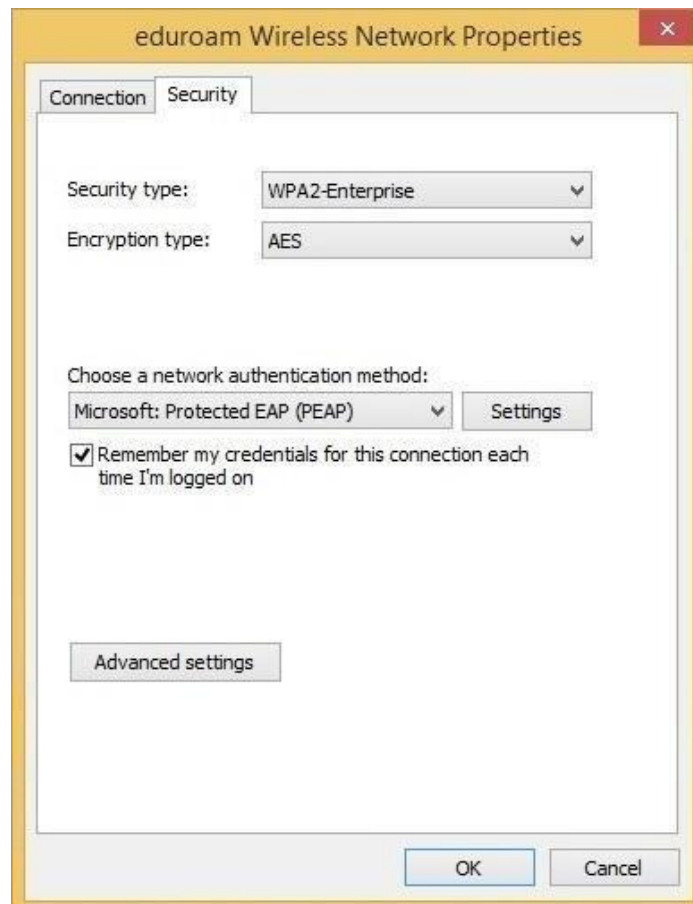 eduroam Wireless Network Properties
Connection
Security
Security type:
WPA2-Enterprise
Encryption type:
AES
Choose a network authentication method:
Microsoft: Protected EAP (PEAP)
Settings
Remember my credentials for this connection each
time I'm logged on
Advanced settings
OK
Cancel